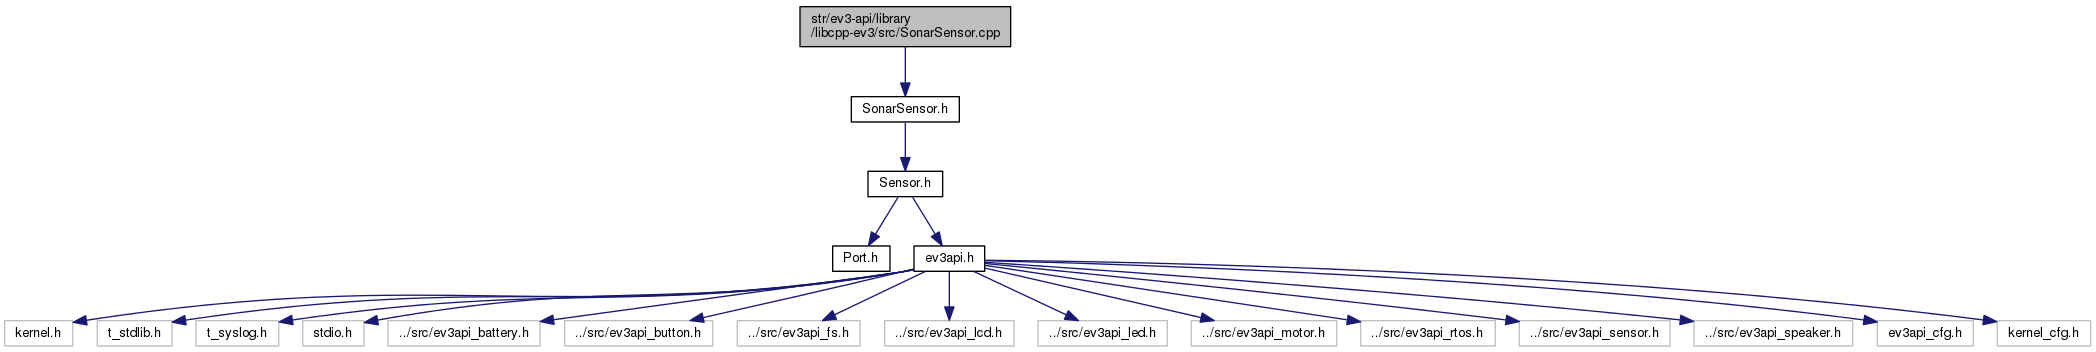 str/ev3-api/library
/libcpp-ev3/src/SonarSensor.cpp
SonarSensor.h
Sensor.h
Port.h
ev3api.h
kernel.h
t_stdlib.h
t_syslog.h
stdio.h
../src/ev3api_battery.h
../src/ev3api_button.h
../src/ev3api_fs.h
../src/ev3api_lcd.h
../src/ev3api_led.h
../src/ev3api_motor.h
../src/ev3api_rtos.h
../src/ev3api_sensor.h
../src/ev3api_speaker.h
ev3api_cfg.h
kernel_cfg.h